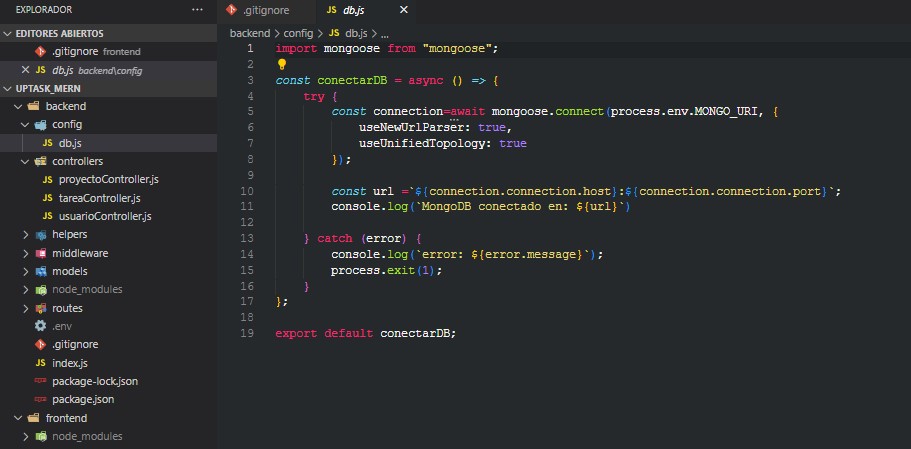 EXPLORADOR ...
EDITORES ABIERTOS
.gitignore frontend
JS db.js backend\config
UPTASK_MERN
backend
config
JS db.js
controllers
JS proyectoController.js
JS tareaController.js
JS usuarioController.js
helpers
middleware
models
node_modules
routes
.env
.gitignore
JS index.js
package-lock.json
package.json
frontend
node_modules
.gitignore
JS db.js
backend > config > JS db.js > ...
1 import mongoose from "mongoose";
2
3 const conectarDB = async () => {
4 try {
5 const connection=await mongoose.connect(process.env.MONGO_URI, {
6 useNewUrlParser: true,
7 useUnifiedTopology: true
8 });
9
10 const url =`${connection.connection.host}:${connection.connection.port}`;
11 console.log(`MongoDB conectado en: ${url}`)
12
13 } catch (error) {
14 console.log(`error: ${error.message}`);
15 process.exit(1);
16 }
17 };
18
19 export default conectarDB;